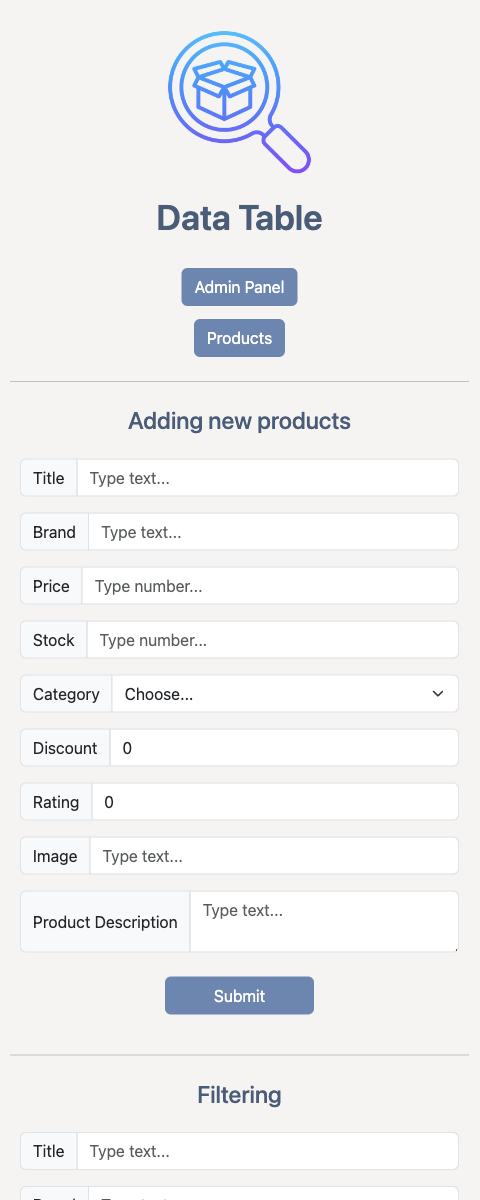 Data Table
Admin Panel
Products
Adding new products
Title Type text...
Brand Type text...
Price Type number...
Stock Type number...
Category Choose...
Discount 0
Rating 0
Image Type text...
Product Description Type text...
Submit
Filtering
Title Type text...